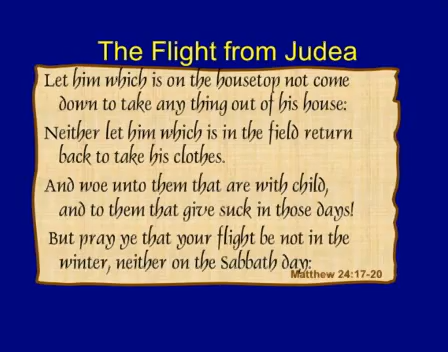 The Flight from Judea
Let him which is on the housetop not come
down to take any thing out of his house:
Neither let him which is in the field return
back to take his clothes.
And woe unto them that are with child,
and to them that give suck in those days!
But pray ye that your flight be not in the
winter, neither on the Sabbath day:
Matthew 24:17-20